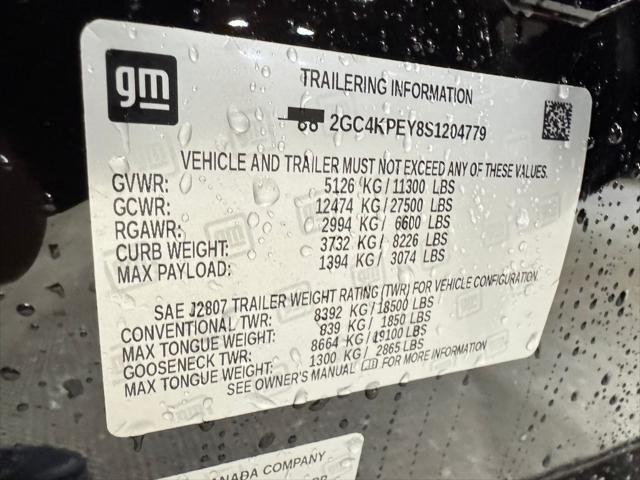 gm
TRAILERING INFORMATION
2GC4KPEY8S1204779
VEHICLE AND TRAILER MUST NOT EXCEED ANY OF THESE VALUES.
GVWR: 5126 KG/11300 LBS
GCWR: 12474 KG/27500 LBS
RGAWR: 2994 KG/ 6600 LBS
CURB WEIGHT: 3732 KG/ 8226 LBS
MAX PAYLOAD: 1394 KG/ 3074 LBS
SAE J2807 TRAILER WEIGHT RATING (TWR) FOR VEHICLE CONFIGURATION
CONVENTIONAL TWR: 8392 KG/18500 LBS
MAX TONGUE WEIGHT: 839 KG/ 1850 LBS
GOOSENECK TWR: 8664 KG/19100 LBS
MAX TONGUE WEIGHT: 1300 KG/ 2865 LBS
SEE OWNER'S MANUAL FOR MORE INFORMATION
ANADA COMPANY